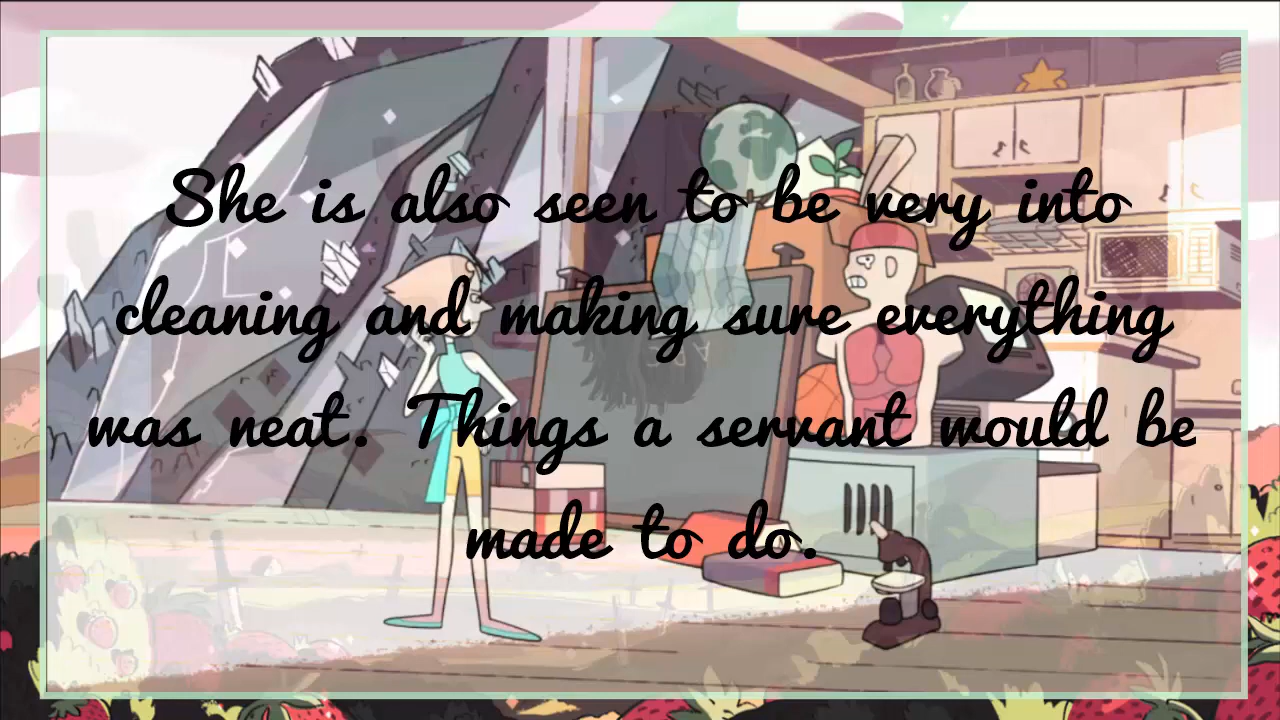 She is also seen to be very into
cleaning and making sure everything
was neat. Things a servant would be
made to do.